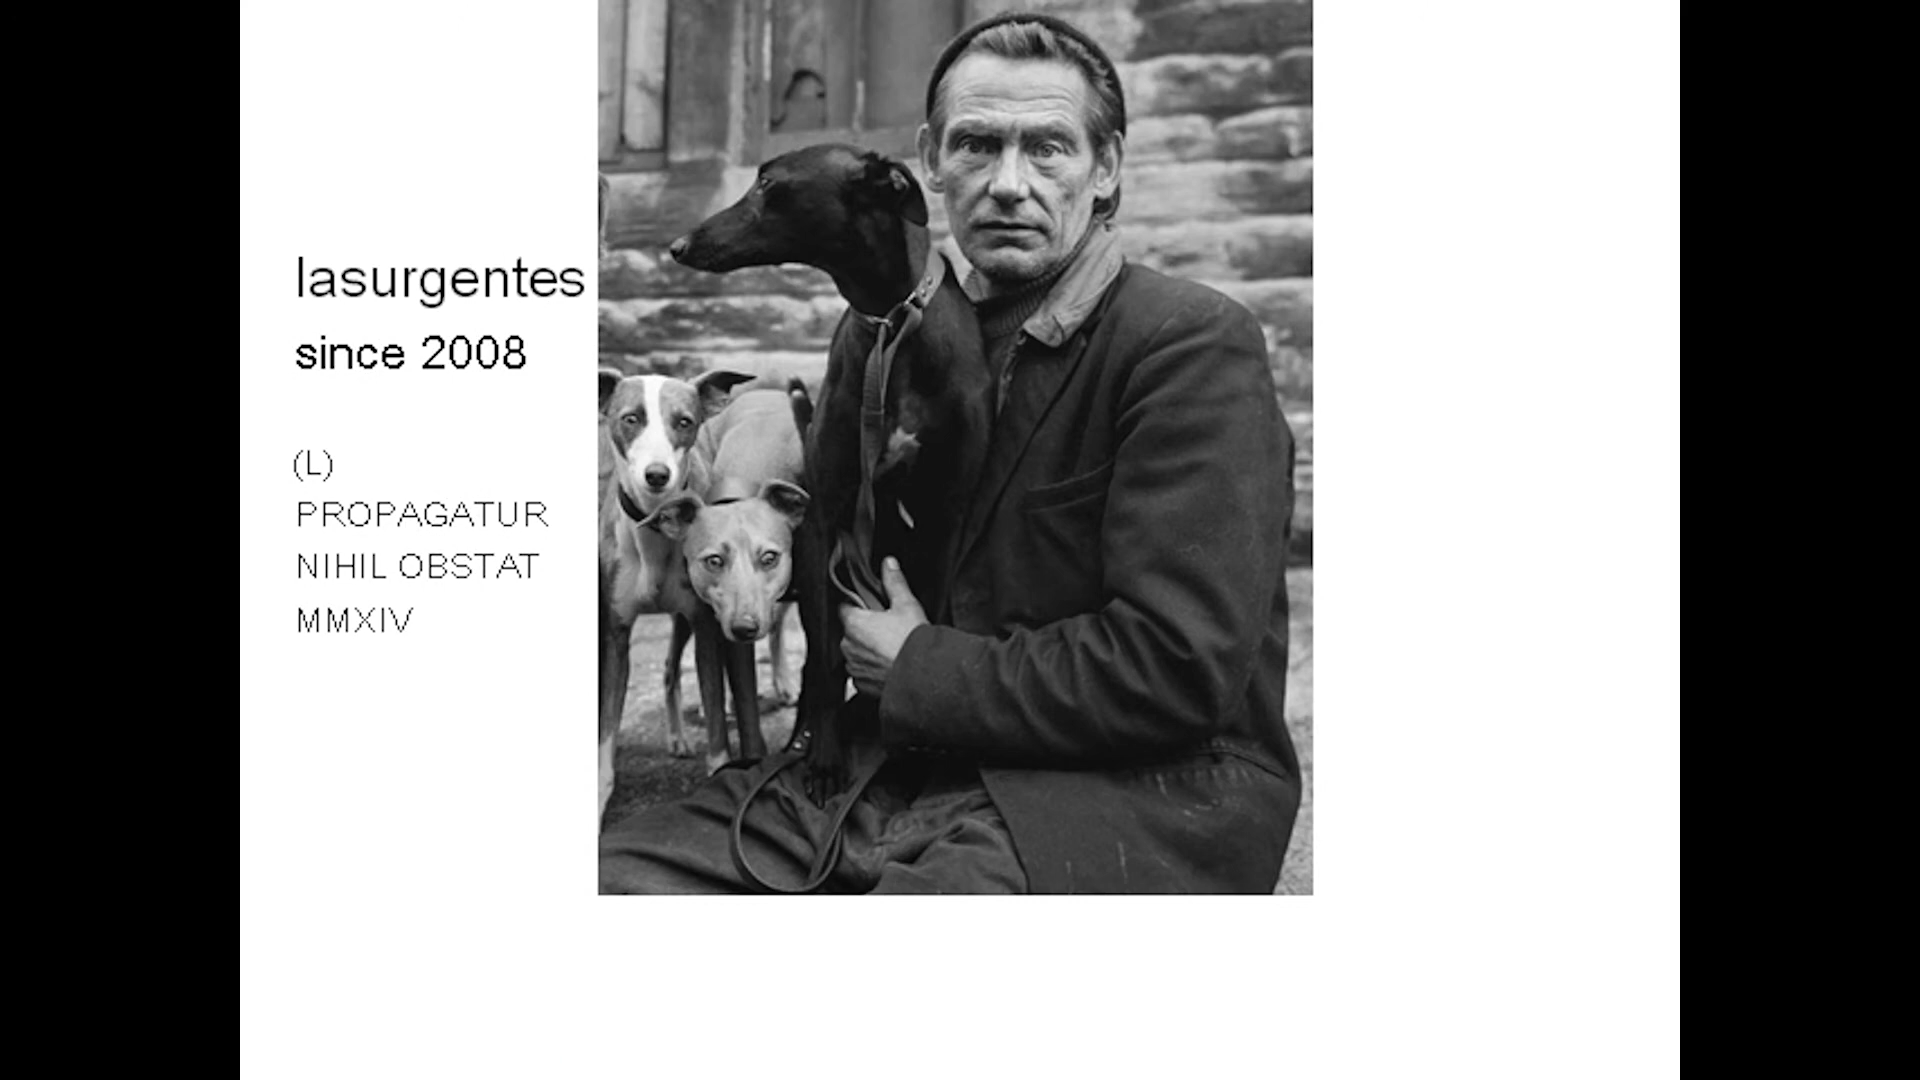 lasurgentes
since 2008
(L)
PROPAGATUR
NIHIL OBSTAT
MMXIV